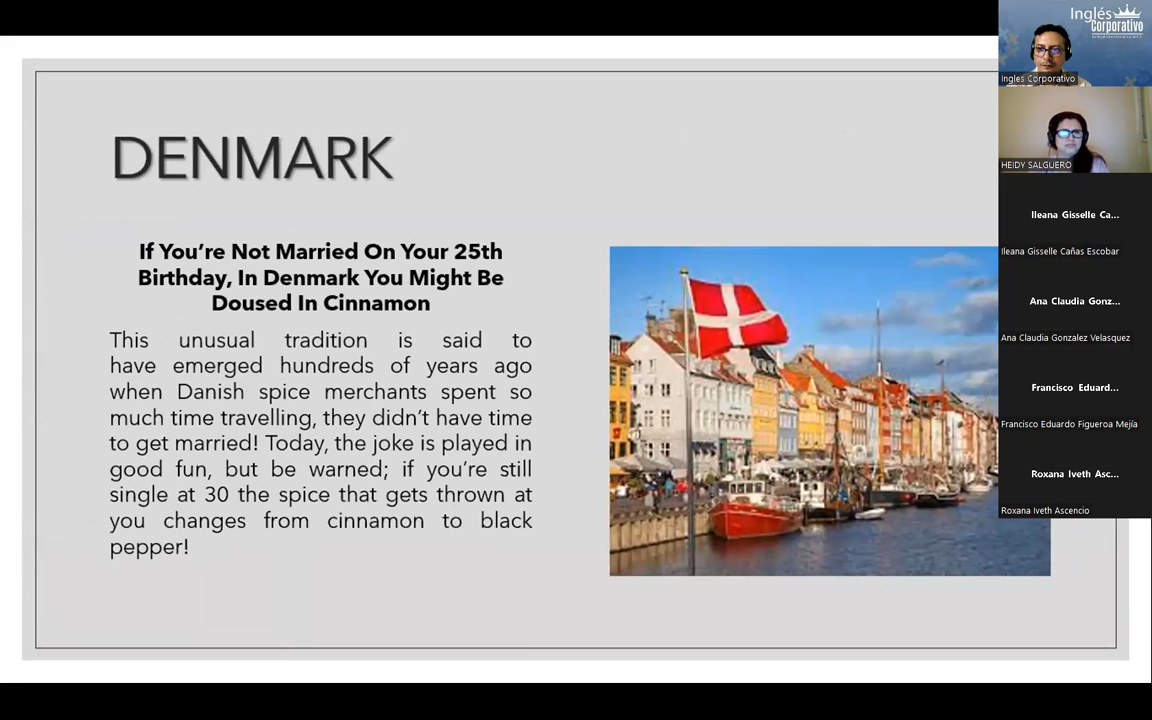 DENMARK
If You're Not Married On Your 25th
Birthday, In Denmark You Might Be
Doused In Cinnamon
This unusual tradition is said to
have emerged hundreds of years ago
when Danish spice merchants spent so
much time travelling, they didn't have time
to get married! Today, the joke is played in
good fun, but be warned; if you're still
single at 30 the spice that gets thrown at
you changes from cinnamon to black
pepper!
Inglés
Corporativo
Ingles Corporativo
HEIDY SALGUERO
Ileana Gisselle Ca...
Ileana Gisselle Cañas Escobar
Ana Claudia Gonz...
Ana Claudia Gonzalez Velasquez
Francisco Eduard...
Francisco Eduardo Figueroa Mejía
Roxana Iveth Asc...
Roxana Iveth Ascencio